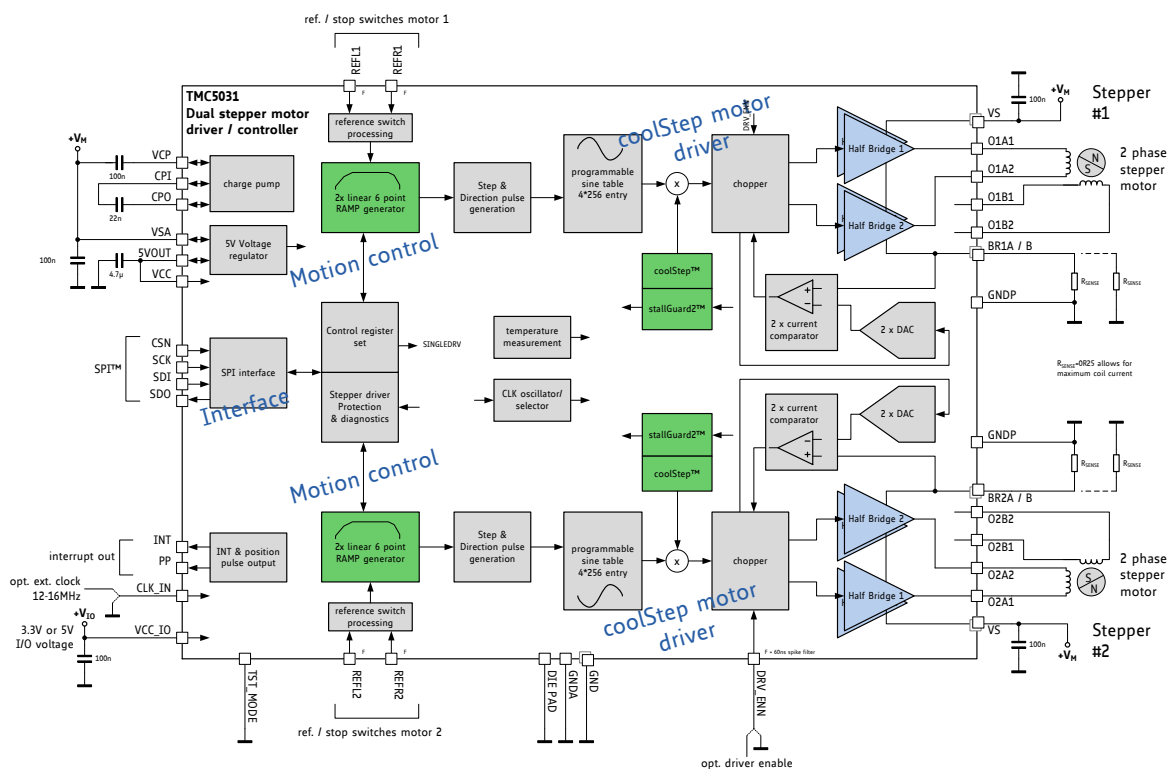 ref. / stop switches motor 1
REFL1
REFR1
F
F
TMC5031
Dual stepper motor
driver / controller
reference switch
processing
coolStep motor
driver
DRV_ENN
+VM
100n
VS
+VM
100n
Stepper
#1
VCP
100n
CPI
CPO
22n
charge pump
2x linear 6 point
RAMP generator
Step &
Direction pulse
generation
programmable
sine table
4*256 entry
x
chopper
Half Bridge 1
Half Bridge 2
O1A1
O1A2
O1B1
O1B2
BR1A / B
N
S
2 phase
stepper
motor
VSA
5VOUT
VCC
100n
4.7µ
5V Voltage
regulator
Motion control
coolStep™
stallGuard2™
+
−
2 x current
comparator
2 x DAC
RSENSE
RSENSE
GNDP
Control register
set
SINGLEDRV
temperature
measurement
RSENSE=0R25 allows for
maximum coil current
SPI™
CSN
SCK
SDI
SDO
SPI interface
Interface
Stepper driver
Protection
& diagnostics
CLK oscillator/
selector
Motion control
stallGuard2™
coolStep™
2 x current
comparator
−
+
2 x DAC
GNDP
RSENSE
RSENSE
BR2A / B
interrupt out
INT
PP
INT & position
pulse output
2x linear 6 point
RAMP generator
Step &
Direction pulse
generation
programmable
sine table
4*256 entry
x
chopper
Half Bridge 2
Half Bridge 1
O2B2
O2B1
O2A2
O2A1
S
N
2 phase
stepper
motor
opt. ext. clock
12-16MHz
CLK_IN
+VIO
3.3V or 5V
I/O voltage
VCC_IO
100n
reference switch
processing
coolStep motor
driver
VS
100n
+VM
Stepper
#2
F
F
F = 60ns spike filter
TST_MODE
REFL2
REFR2
DIE PAD
GNDA
GND
DRV_ENN
ref. / stop switches motor 2
opt. driver enable